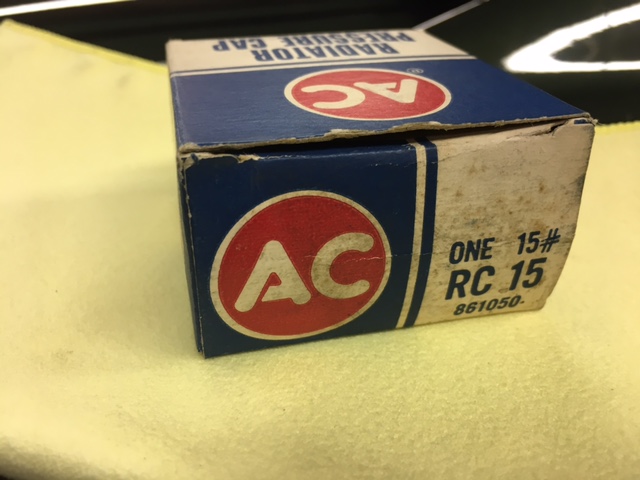 RADIATOR
PRESSURE CAP
AC®
AC
ONE 15#
RC 15
861050-